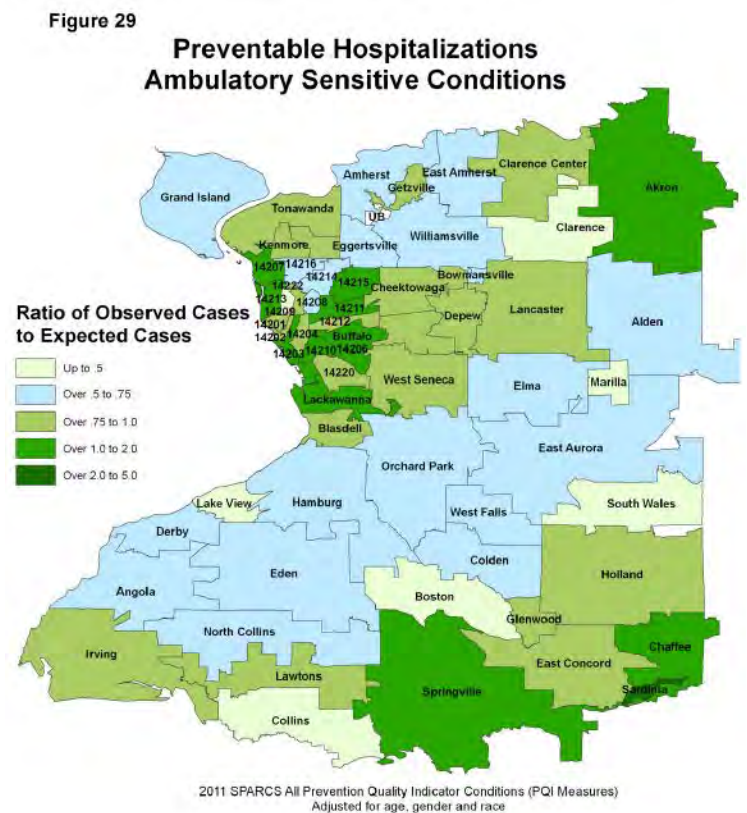 Figure 29
Preventable Hospitalizations
Ambulatory Sensitive Conditions
Grand Island
Amherst
East Amherst
Getzville
UB
Clarence Center
Akron
Tonawanda
Clarence
Kenmore
Eggertsville
Williamsville
14207
14216
14214
14215
Bowmansville
14222
Cheektowaga
14213
14208
14211
14209
14201
14212
14202
14204
Buffalo
14203
14210
14206
14220
Depew
Lancaster
Alden
West Seneca
Lackawanna
Blasdell
Elma
Marilla
East Aurora
Orchard Park
Ratio of Observed Cases
to Expected Cases
Up to .5
Over .5 to .75
Over .75 to 1.0
Over 1.0 to 2.0
Over 2.0 to 5.0
Lake View
Hamburg
West Falls
South Wales
Derby
Colden
Eden
Holland
Angola
Boston
Glenwood
North Collins
Irving
Lawtons
East Concord
Chaffee
Springville
Sardinia
Collins
2011 SPARCS All Prevention Quality Indicator Conditions (PQI Measures)
Adjusted for age, gender and race